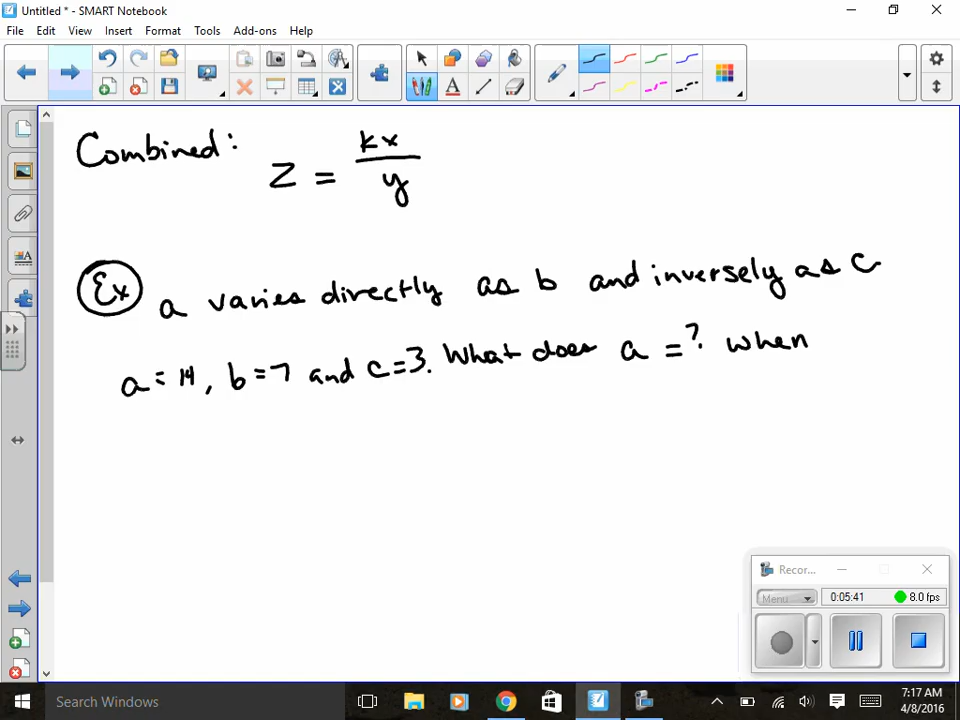 Untitled * - SMART Notebook
File Edit View Insert Format Tools Add-ons Help
Combined: Z = kx / y
Ex a varies directly as b and inversely as c
a = 14, b = 7 and c = 3. What does a = ? when
Recor...
Menu 0:05:41 8.0 fps
Search Windows
7:17 AM
4/8/2016